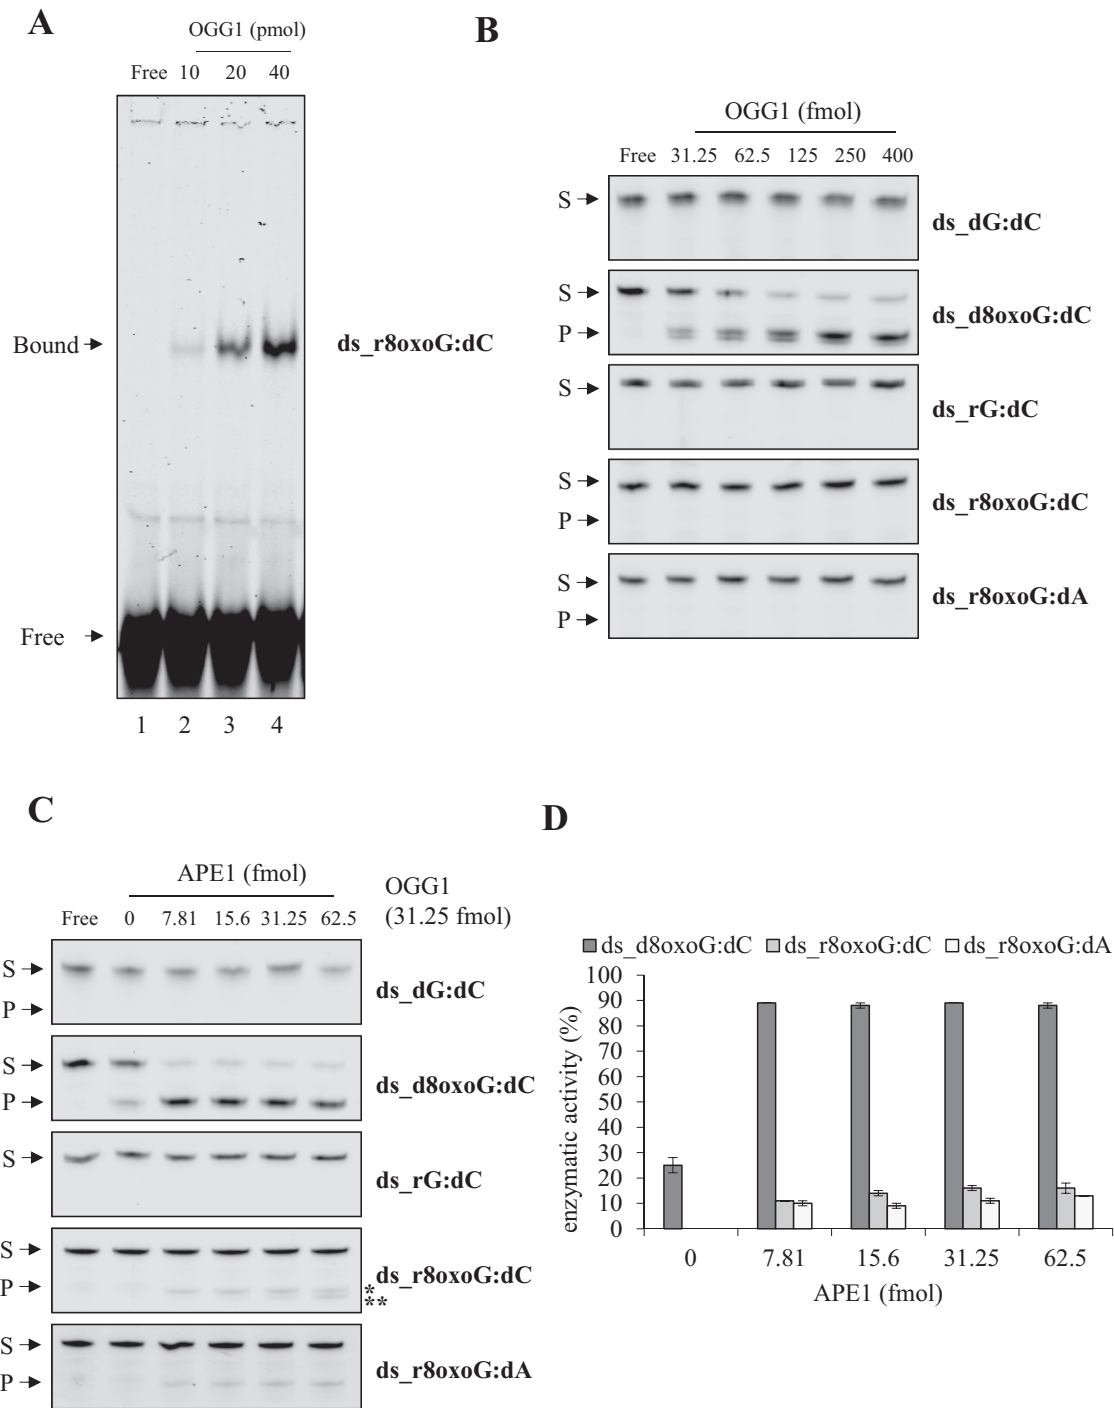 A
OGG1 (pmol)
Free 10 20 40
Bound
ds_r8oxoG:dC
Free
1 2 3 4
B
OGG1 (fmol)
Free 31.25 62.5 125 250 400
S
ds_dG:dC
S
P
ds_d8oxoG:dC
S
ds_rG:dC
S
P
ds_r8oxoG:dC
S
P
ds_r8oxoG:dA
C
APE1 (fmol)
OGG1
(31.25 fmol)
Free 0 7.81 15.6 31.25 62.5
S
P
ds_dG:dC
S
P
ds_d8oxoG:dC
S
ds_rG:dC
S
P
ds_r8oxoG:dC
*
**
S
P
ds_r8oxoG:dA
D
ds_d8oxoG:dC ds_r8oxoG:dC ds_r8oxoG:dA
enzymatic activity (%)
100
90
80
70
60
50
40
30
20
10
0
0 7.81 15.6 31.25 62.5
APE1 (fmol)